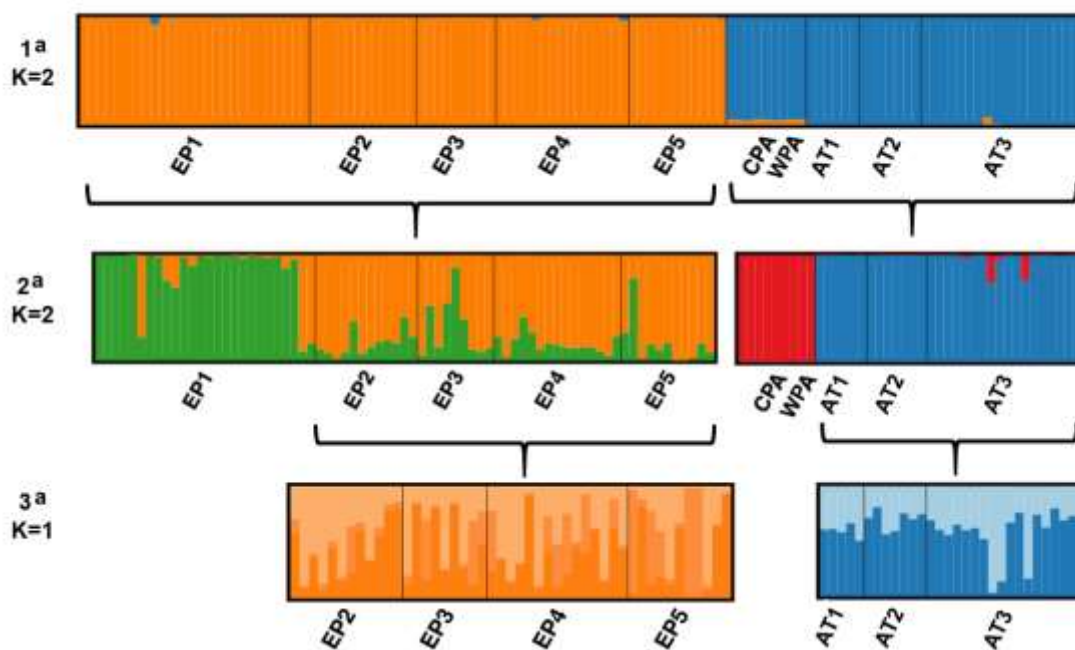 1ª
K=2
EP1 EP2 EP3 EP4 EP5 CPA WPA AT1 AT2 AT3
2ª
K=2
EP1 EP2 EP3 EP4 EP5 CPA WPA AT1 AT2 AT3
3ª
K=1
EP2 EP3 EP4 EP5 AT1 AT2 AT3